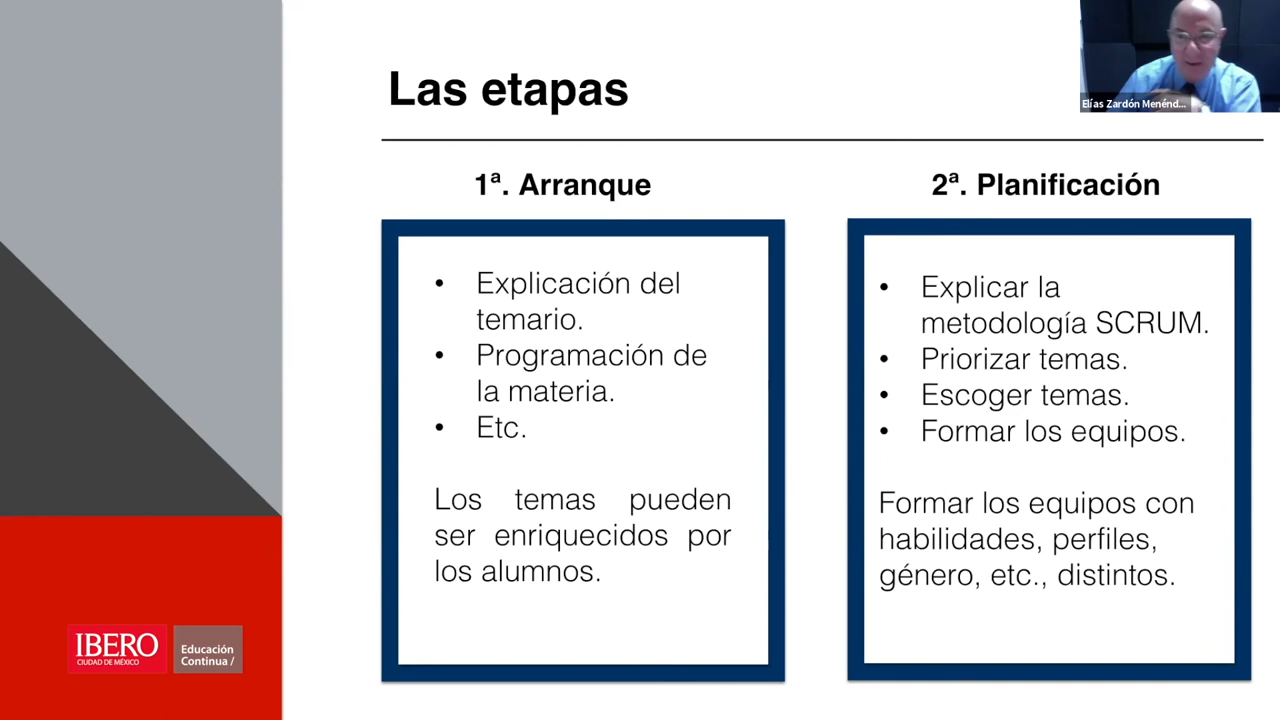 Las etapas
Elías Zardón Menénd...
1ª. Arranque
• Explicación del
temario.
• Programación de
la materia.
• Etc.
Los temas pueden
ser enriquecidos por
los alumnos.
2ª. Planificación
• Explicar la
metodología SCRUM.
• Priorizar temas.
• Escoger temas.
• Formar los equipos.
Formar los equipos con
habilidades, perfiles,
género, etc., distintos.
IBERO
CIUDAD DE MÉXICO
Educación
Continua /